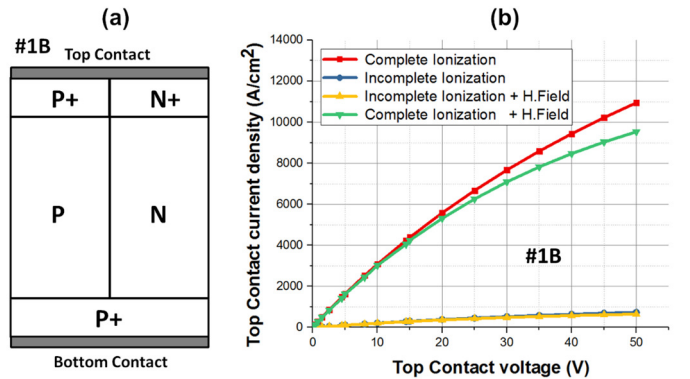 (a)
#1B
Top Contact
P+ N+
P N
P+
Bottom Contact
(b)
Top Contact current density (A/cm²)
14000
12000
10000
8000
6000
4000
2000
0
Complete Ionization
Incomplete Ionization
Incomplete Ionization + H.Field
Complete Ionization + H.Field
#1B
0 10 20 30 40 50
Top Contact voltage (V)